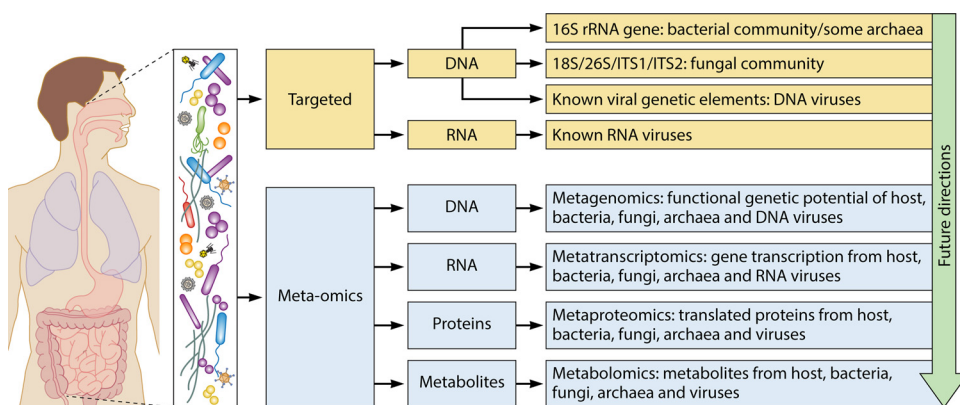 Targeted
DNA
16S rRNA gene: bacterial community/some archaea
18S/26S/ITS1/ITS2: fungal community
Known viral genetic elements: DNA viruses
RNA
Known RNA viruses
Meta-omics
DNA
Metagenomics: functional genetic potential of host,
bacteria, fungi, archaea and DNA viruses
RNA
Metatranscriptomics: gene transcription from host,
bacteria, fungi, archaea and RNA viruses
Proteins
Metaproteomics: translated proteins from host,
bacteria, fungi, archaea and viruses
Metabolites
Metabolomics: metabolites from host, bacteria,
fungi, archaea and viruses
Future directions